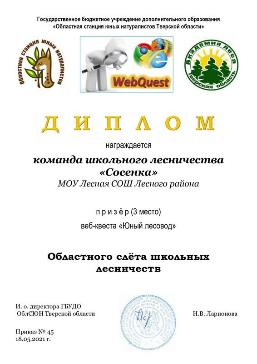 Государственное бюджетное учреждение дополнительного образования
«Областная станция юных натуралистов Тверской области»
WebQuest
ДИПЛОМ
награждается
команда школьного лесничества
«Сосенка»
МОУ Лесная СОШ Лесного района
призёр (3 место)
веб-квеста «Юный лесовод»
Областного слёта школьных
лесничеств
И. о. директора ГБУДО
ОблСЮН Тверской области
Н.В. Ларионова
Приказ № 45
18.05.2021 г.